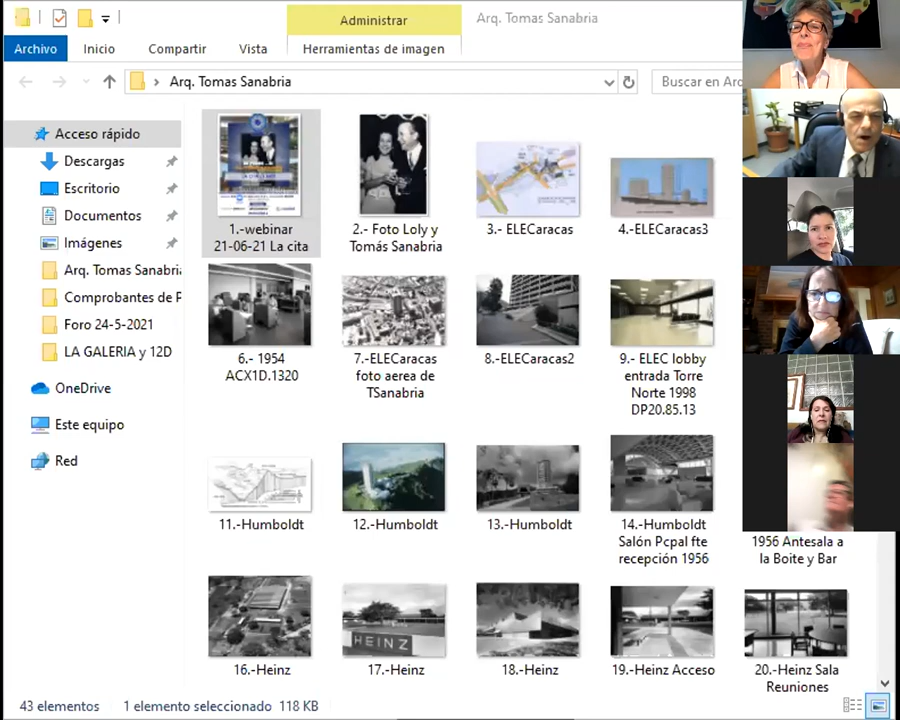 Administrar
Arq. Tomas Sanabria
Archivo
Inicio
Compartir
Vista
Herramientas de imagen
Arq. Tomas Sanabria
Buscar en Arq
Acceso rápido
Descargas
Escritorio
Documentos
Imágenes
Arq. Tomas Sanabria
Comprobantes de P
Foro 24-5-2021
LA GALERIA y 12D
OneDrive
Este equipo
Red
1.-webinar
21-06-21 La cita
2.- Foto Loly y
Tomás Sanabria
3.- ELECaracas
4.-ELECaracas3
6.- 1954
ACX1D.1320
7.-ELECaracas
foto aerea de
TSanabria
8.-ELECaracas2
9.- ELEC lobby
entrada Torre
Norte 1998
DP20.85.13
11.-Humboldt
12.-Humboldt
13.-Humboldt
14.-Humboldt
Salón Pcpal fte
recepción 1956
1956 Antesala a
la Boite y Bar
HEINZ
16.-Heinz
17.-Heinz
18.-Heinz
19.-Heinz Acceso
20.-Heinz Sala
Reuniones
43 elementos
1 elemento seleccionado 118 KB